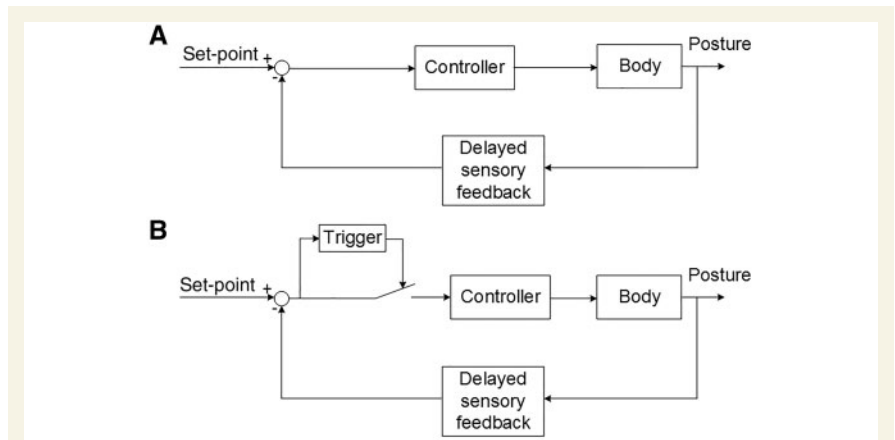 A
Set-point +
-
Controller
Body
Posture
Delayed
sensory
feedback
B
Trigger
Set-point +
-
Controller
Body
Posture
Delayed
sensory
feedback